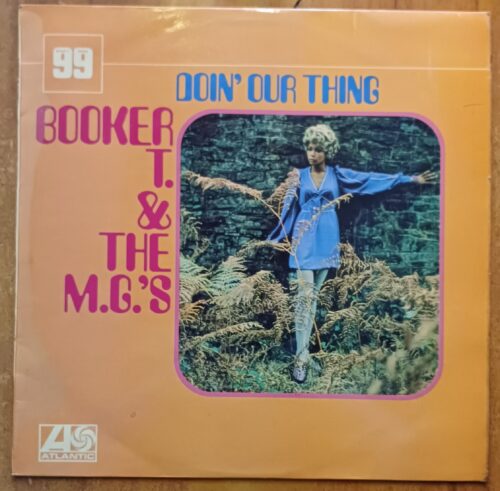 99
DOIN' OUR THING
BOOKER
T.
&
THE
M.G.'S
ATLANTIC